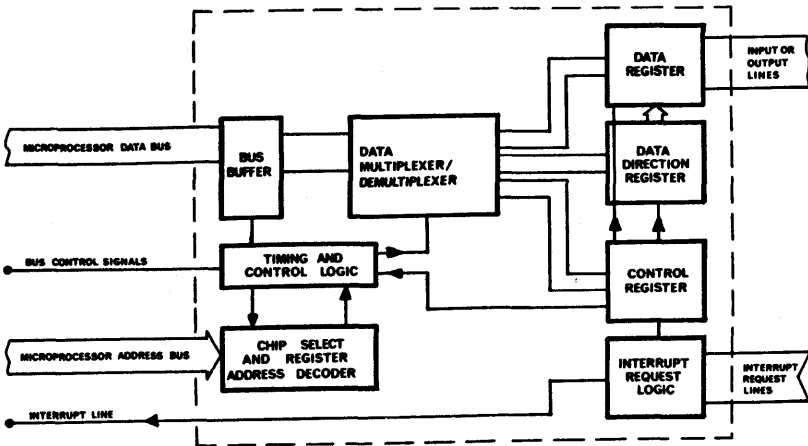 DATA
REGISTER
INPUT OR
OUTPUT
LINES
MICROPROCESSOR DATA BUS
BUS
BUFFER
DATA
MULTIPLEXER/
DEMULTIPLEXER
DATA
DIRECTION
REGISTER
BUS CONTROL SIGNALS
TIMING AND
CONTROL LOGIC
CONTROL
REGISTER
MICROPROCESSOR ADDRESS BUS
CHIP SELECT
AND REGISTER
ADDRESS DECODER
INTERRUPT
REQUEST
LOGIC
INTERRUPT
REQUEST
LINES
INTERRUPT LINE